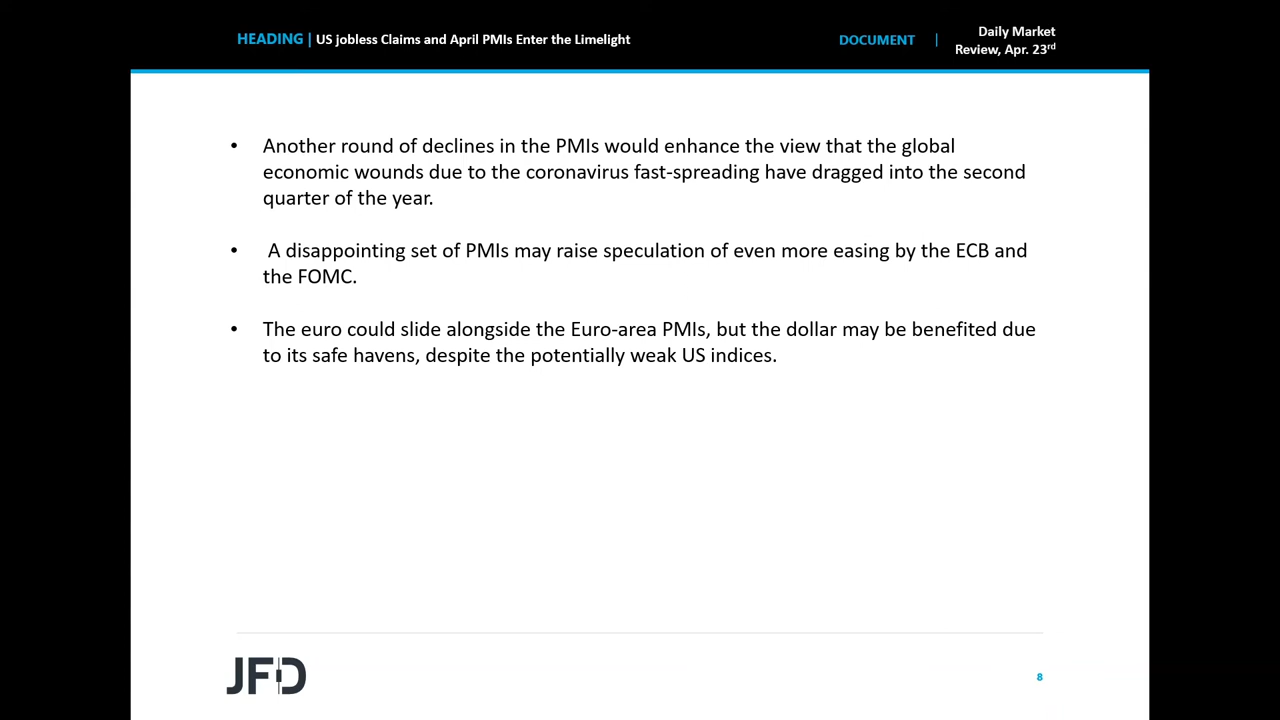 HEADING | US jobless Claims and April PMIs Enter the Limelight
DOCUMENT | Daily Market
Review, Apr. 23rd
• Another round of declines in the PMIs would enhance the view that the global
economic wounds due to the coronavirus fast-spreading have dragged into the second
quarter of the year.
• A disappointing set of PMIs may raise speculation of even more easing by the ECB and
the FOMC.
• The euro could slide alongside the Euro-area PMIs, but the dollar may be benefited due
to its safe havens, despite the potentially weak US indices.
JFD
8